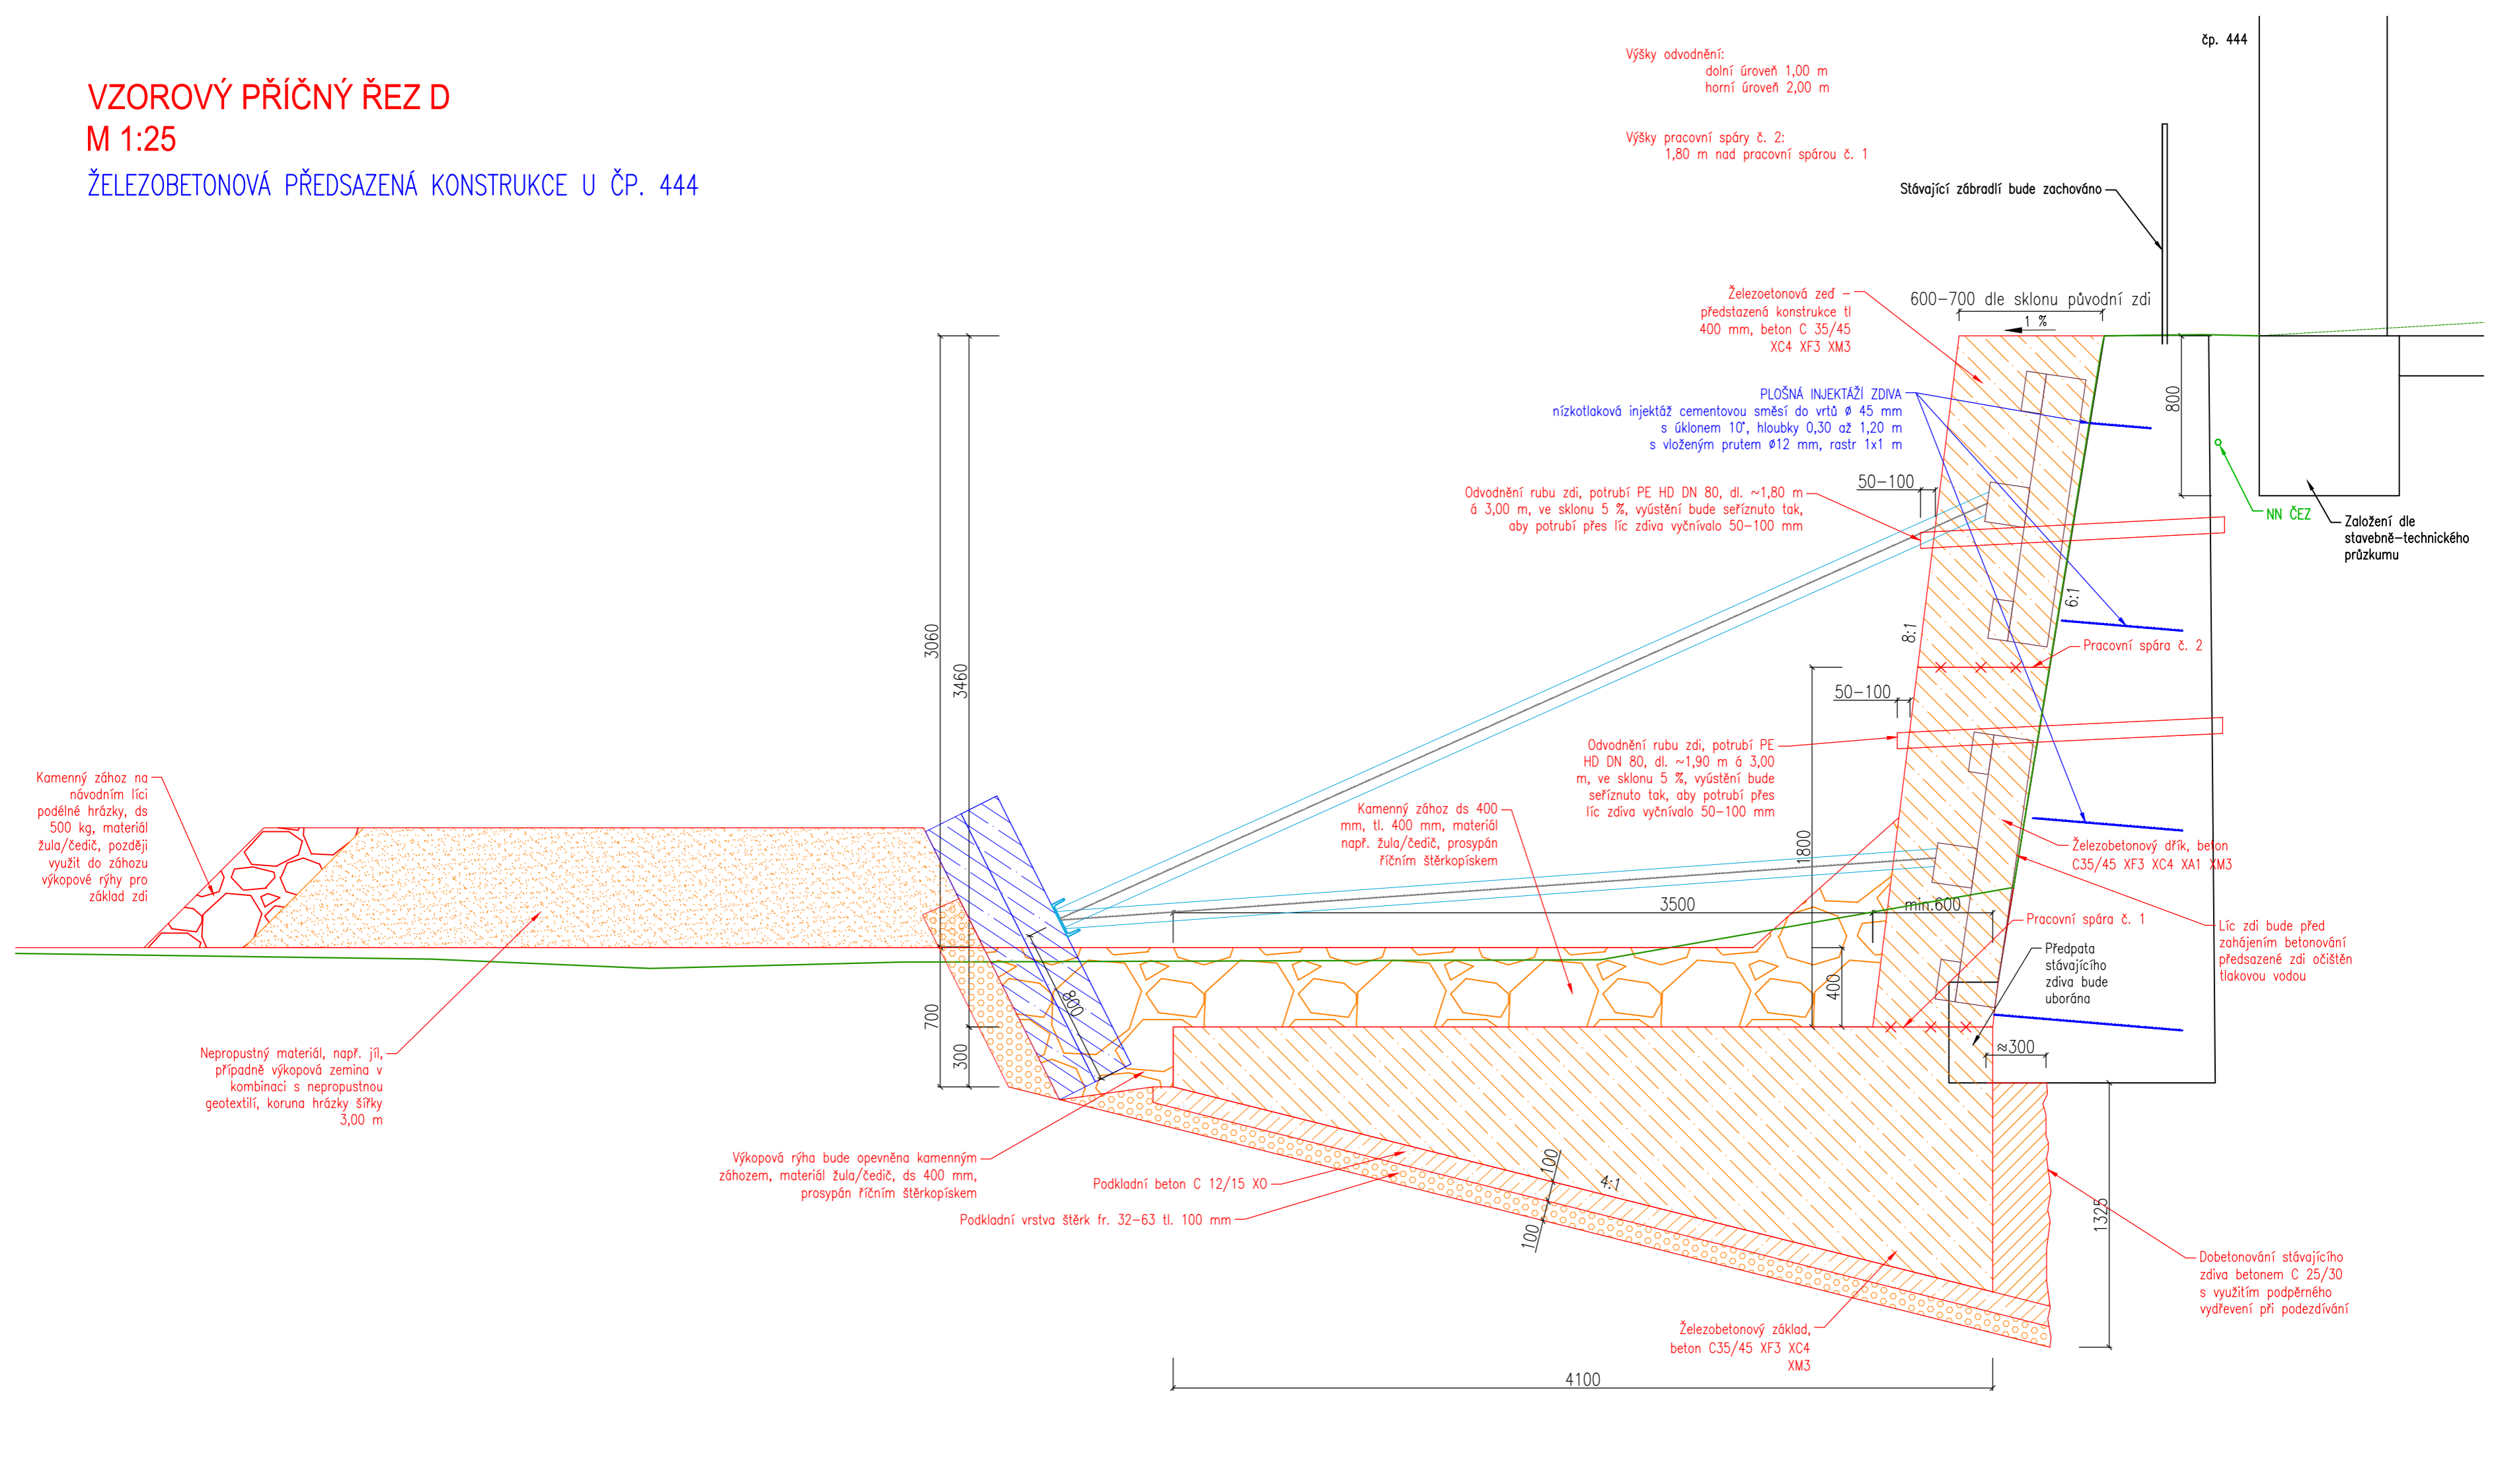 VZOROVÝ PŘÍČNÝ ŘEZ D
M 1:25
ŽELEZOBETONOVÁ PŘEDSAZENÁ KONSTRUKCE U ČP. 444
Výšky odvodnění:
dolní úroveň 1,00 m
horní úroveň 2,00 m
Výšky pracovní spáry č. 2:
1,80 m nad pracovní spárou č. 1
čp. 444
Stávající zábradlí bude zachováno
600-700 dle sklonu původní zdi
1 %
Železoetonová zeď -
předstazená konstrukce tl
400 mm, beton C 35/45
XC4 XF3 XM3
PLOŠNÁ INJEKTÁŽÍ ZDIVA
nízkotlaková injektáž cementovou směsí do vrtů ø 45 mm
s úklonem 10°, hloubky 0,30 až 1,20 m
s vloženým prutem ø12 mm, rastr 1x1 m
800
50-100
Odvodnění rubu zdi, potrubí PE HD DN 80, dl. ~1,80 m
á 3,00 m, ve sklonu 5 %, vyústění bude seříznuto tak,
aby potrubí přes líc zdiva vyčnívalo 50-100 mm
NN ČEZ
Založení dle
stavebně-technického
průzkumu
6:1
8:1
3060
3460
Pracovní spára č. 2
50-100
Odvodnění rubu zdi, potrubí PE
HD DN 80, dl. ~1,90 m á 3,00
m, ve sklonu 5 %, vyústění bude
seříznuto tak, aby potrubí přes
líc zdiva vyčnívalo 50-100 mm
Kamenný zához na
návodním líci
podélné hrázky, ds
500 kg, materiál
žula/čedič, později
využit do záhozu
výkopové rýhy pro
základ zdi
Kamenný zához ds 400
mm, tl. 400 mm, materiál
např. žula/čedič, prosypán
říčním štěrkopískem
1800
Železobetonový dřík, beton
C35/45 XF3 XC4 XA1 XM3
3500
min.600
Pracovní spára č. 1
Líc zdi bude před
zahájením betonování
předsazené zdi očištěn
tlakovou vodou
Předpata
stávajícího
zdiva bude
uborána
400
800
700
300
≈300
Nepropustný materiál, např. jíl,
případně výkopová zemina v
kombinaci s nepropustnou
geotextilí, koruna hrázky šířky
3,00 m
Výkopová rýha bude opevněna kamenným
záhozem, materiál žula/čedič, ds 400 mm,
prosypán říčním štěrkopískem
Podkladní beton C 12/15 XO
Podkladní vrstva štěrk fr. 32-63 tl. 100 mm
100
100
4:1
1325
Dobetonování stávajícího
zdiva betonem C 25/30
s využitím podpěrného
vydřevení při podezdívání
Železobetonový základ,
beton C35/45 XF3 XC4
XM3
4100